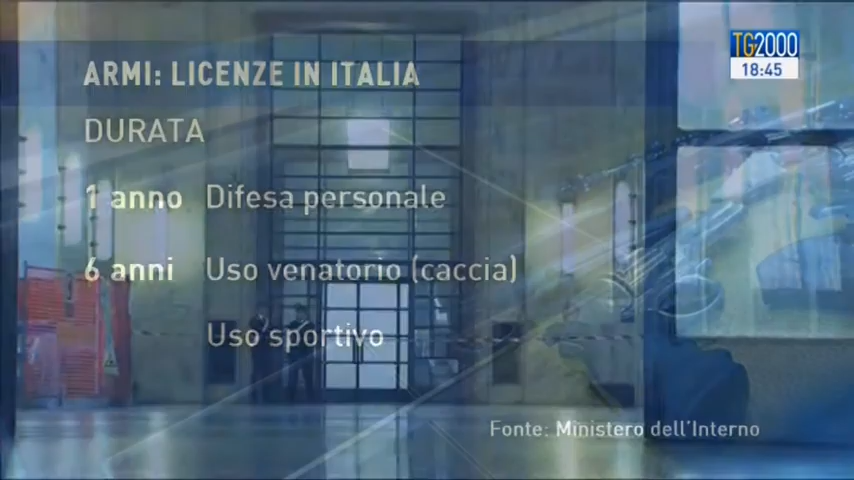 TG2000
18:45
ARMI: LICENZE IN ITALIA
DURATA
1 anno Difesa personale
6 anni Uso venatorio (caccia)
Uso sportivo
Fonte: Ministero dell'Interno